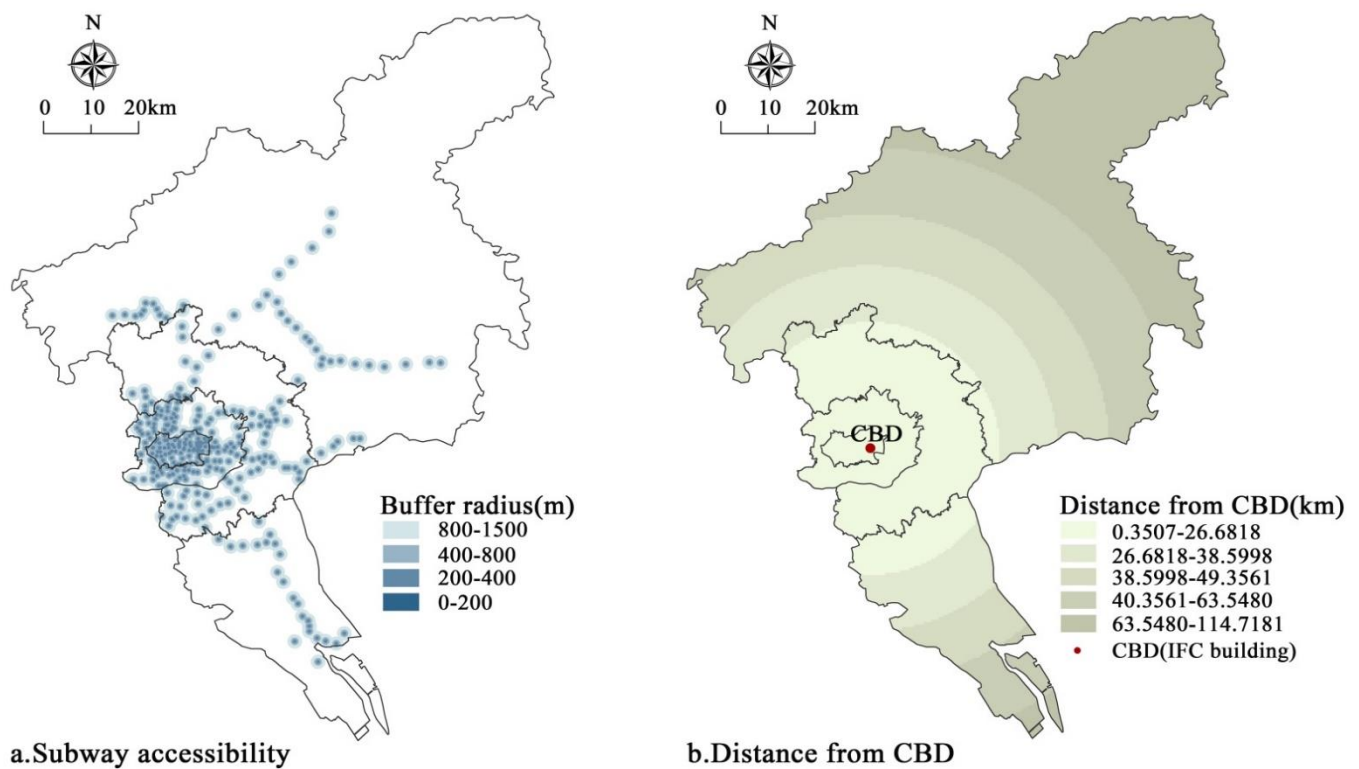 N
0 10 20km
Buffer radius(m)
800-1500
400-800
200-400
0-200
a.Subway accessibility
N
0 10 20km
CBD
Distance from CBD(km)
0.3507-26.6818
26.6818-38.5998
38.5998-49.3561
40.3561-63.5480
63.5480-114.7181
CBD(IFC building)
b.Distance from CBD